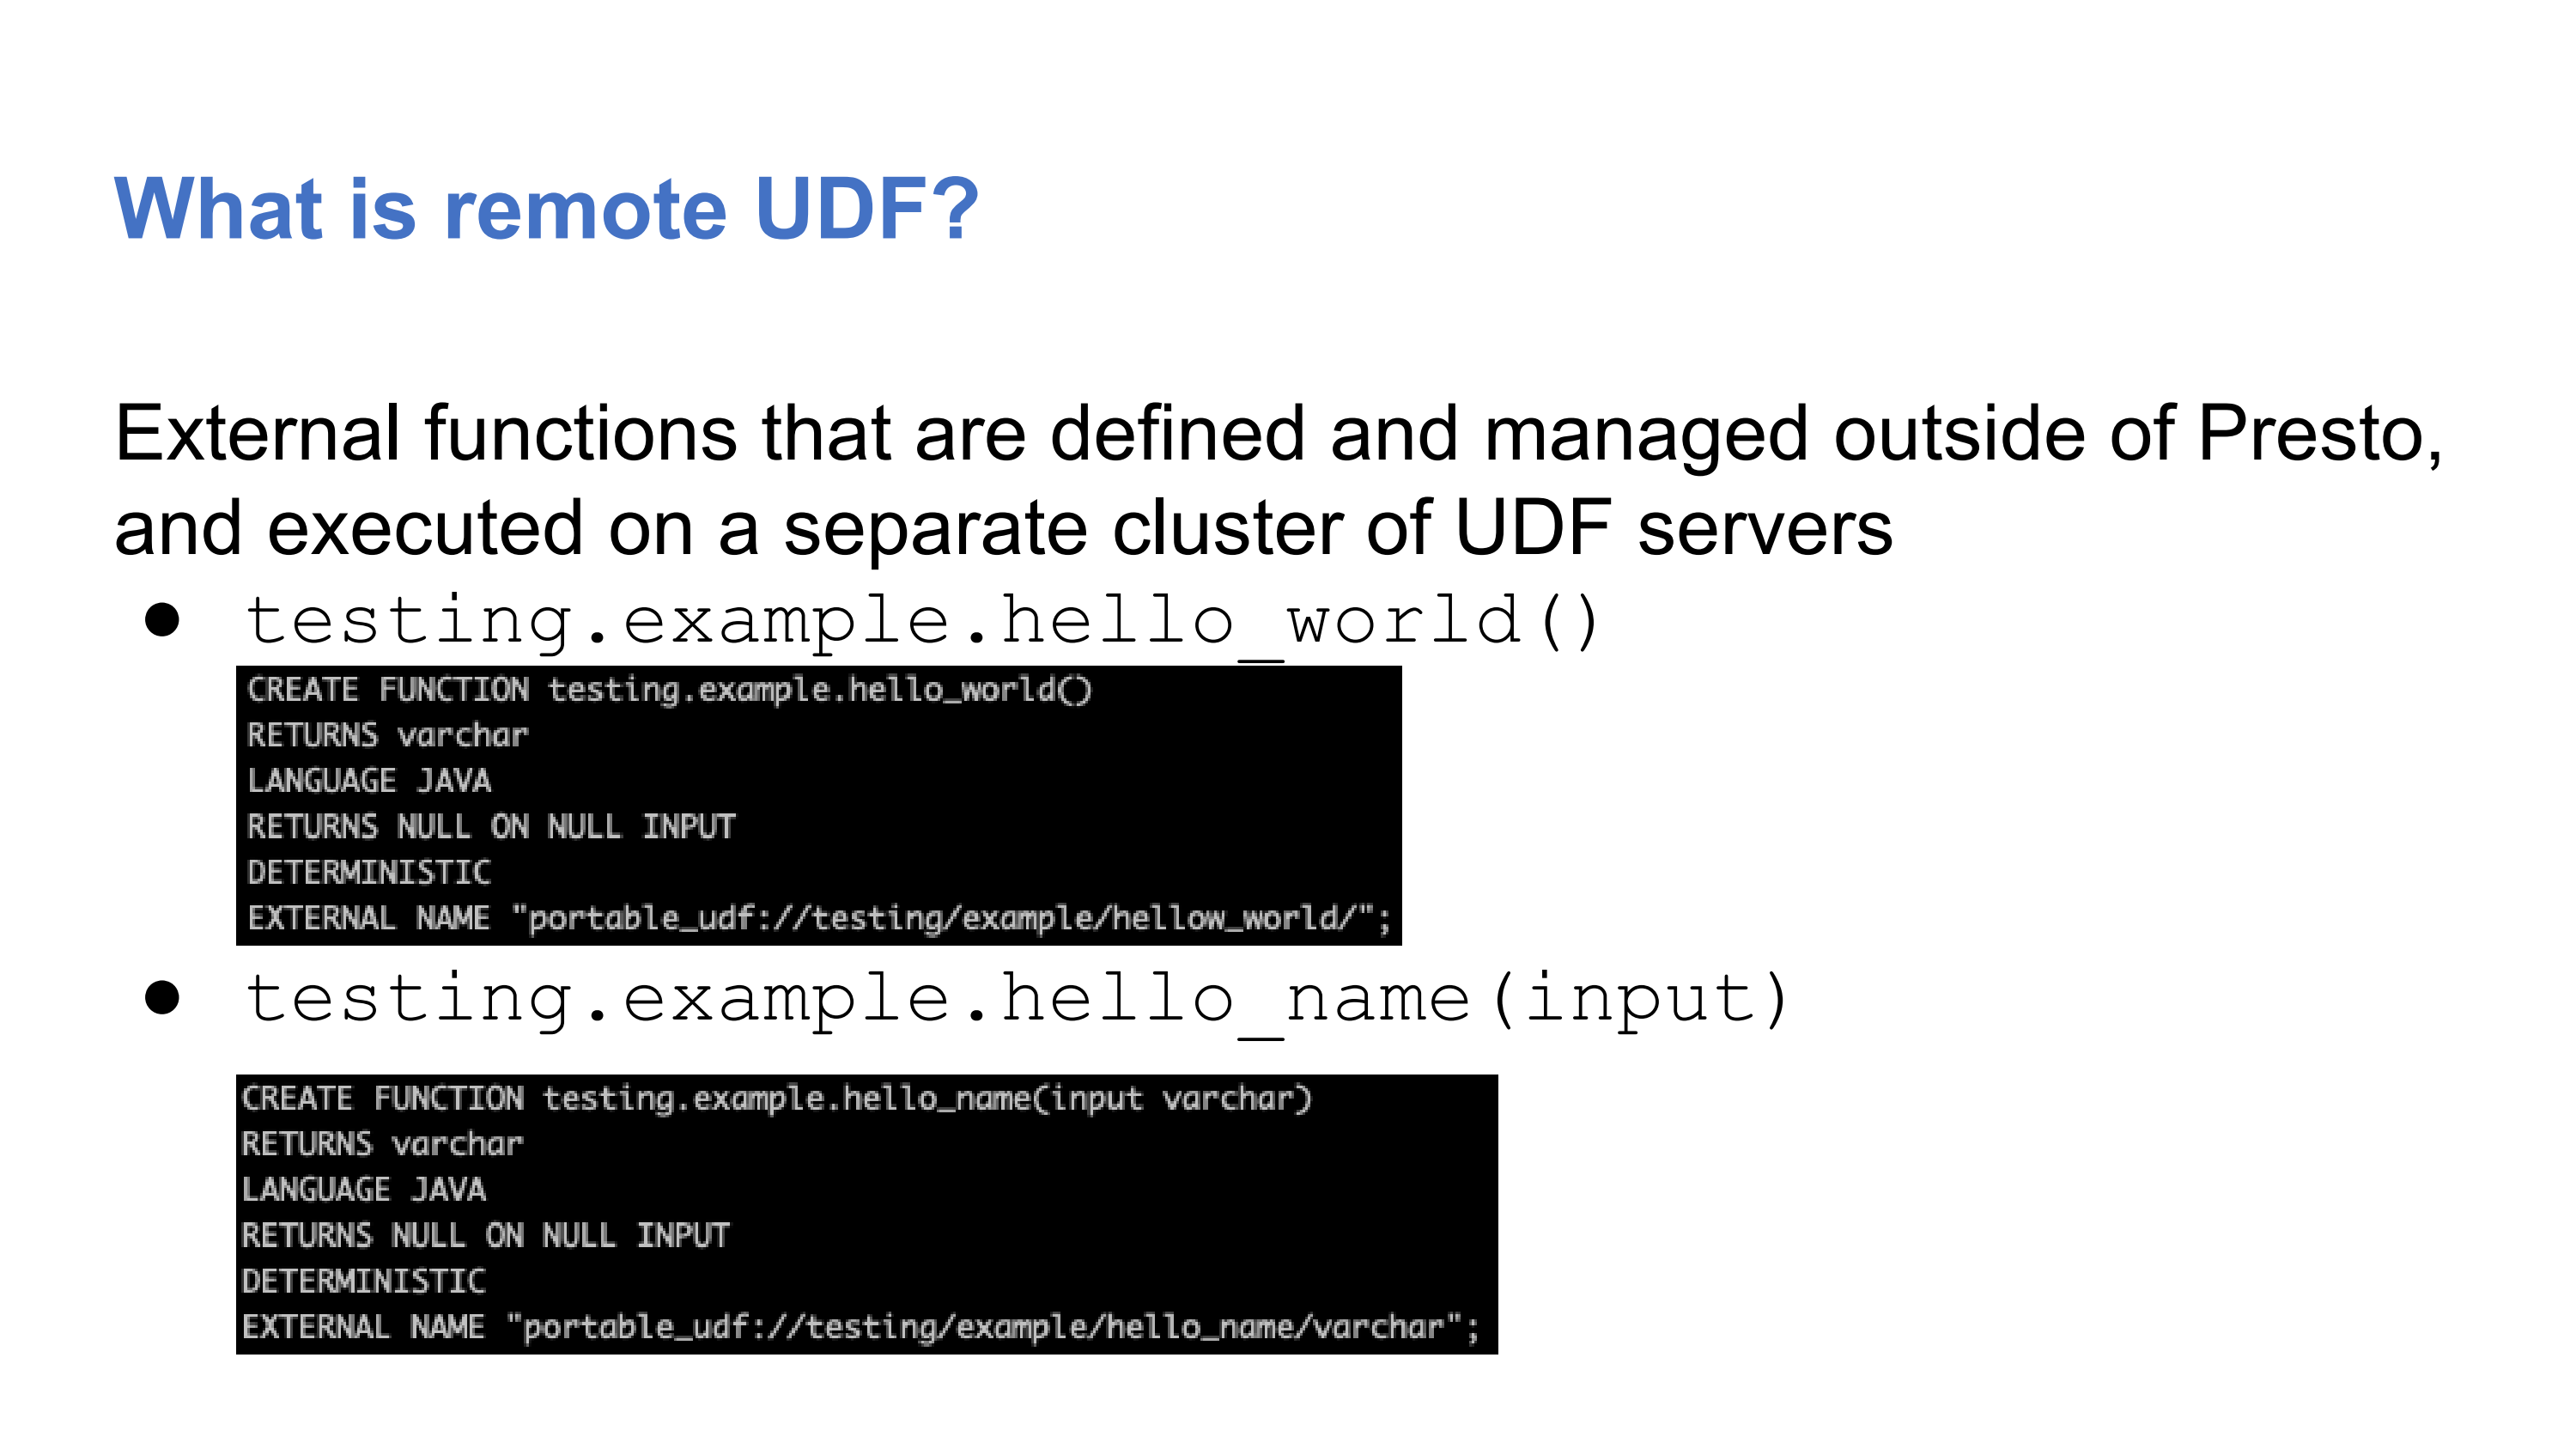 What is remote UDF?
External functions that are defined and managed outside of Presto,
and executed on a separate cluster of UDF servers
● testing.example.hello_world()
CREATE FUNCTION testing.example.hello_world()
RETURNS varchar
LANGUAGE JAVA
RETURNS NULL ON NULL INPUT
DETERMINISTIC
EXTERNAL NAME "portable_udf://testing/example/hellow_world/";
● testing.example.hello_name(input)
CREATE FUNCTION testing.example.hello_name(input varchar)
RETURNS varchar
LANGUAGE JAVA
RETURNS NULL ON NULL INPUT
DETERMINISTIC
EXTERNAL NAME "portable_udf://testing/example/hello_name/varchar";